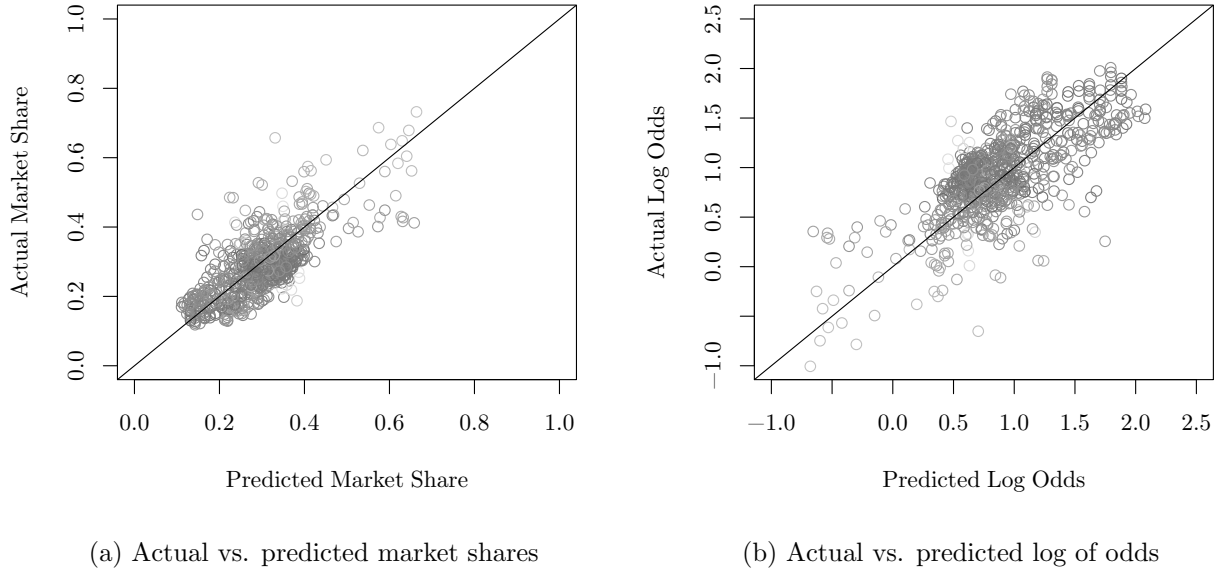 1.0
0.8
0.6
0.4
0.2
0.0
Actual Market Share
0.0 0.2 0.4 0.6 0.8 1.0
Predicted Market Share
(a) Actual vs. predicted market shares
2.5
2.0
1.5
1.0
0.5
0.0
−1.0
Actual Log Odds
−1.0 0.0 0.5 1.0 1.5 2.0 2.5
Predicted Log Odds
(b) Actual vs. predicted log of odds